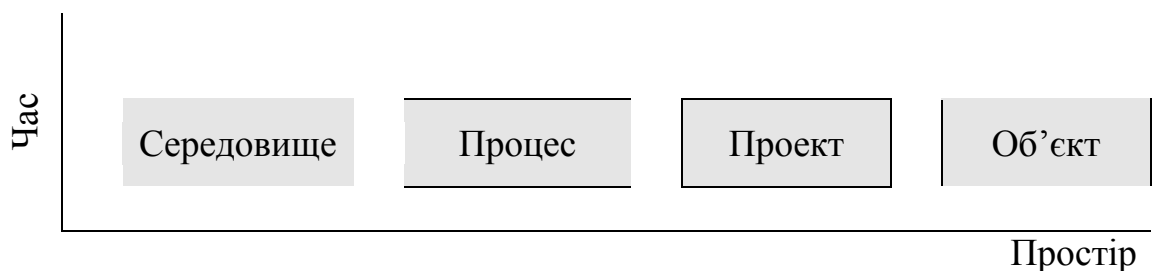 Час
Середовище
Процес
Проект
Об’єкт
Простір